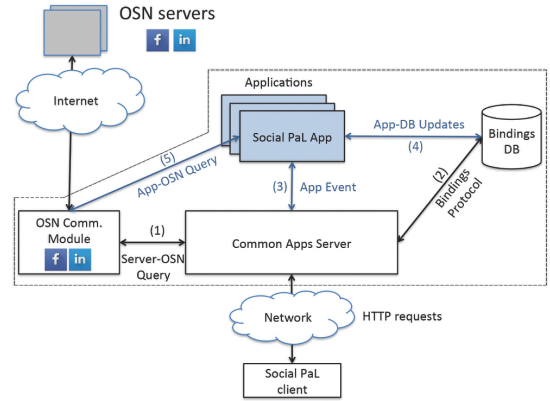 OSN servers
f in
Internet
Applications
Social PaL App
(5)
App-OSN Query
App-DB Updates
(4)
Bindings
DB
(3) App Event
(2)
Bindings
Protocol
OSN Comm.
Module
f in
(1)
Server-OSN
Query
Common Apps Server
Network
HTTP requests
Social PaL
client